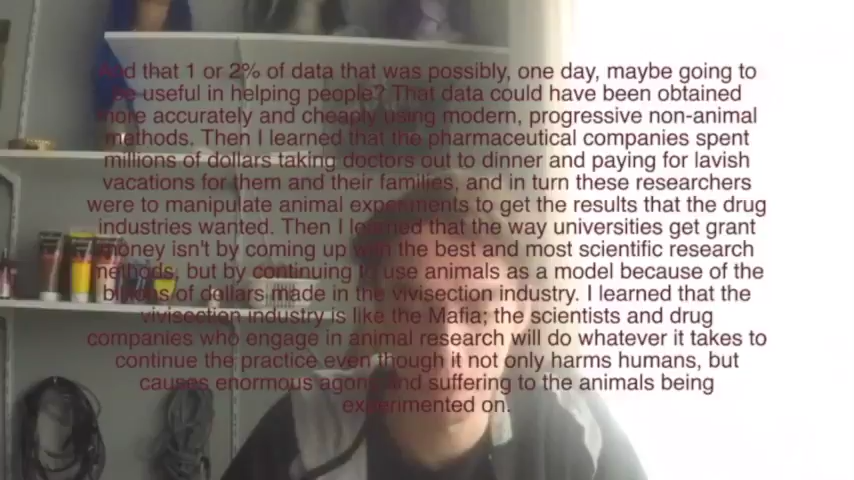 And that 1 or 2% of data that was possibly, one day, maybe going to
be useful in helping people? That data could have been obtained
more accurately and cheaply using modern, progressive non-animal
methods. Then I learned that the pharmaceutical companies spent
millions of dollars taking doctors out to dinner and paying for lavish
vacations for them and their families, and in turn these researchers
were to manipulate animal experiments to get the results that the drug
industries wanted. Then I learned that the way universities get grant
money isn't by coming up with the best and most scientific research
methods, but by continuing to use animals as a model because of the
billions of dollars made in the vivisection industry. I learned that the
vivisection industry is like the Mafia; the scientists and drug
companies who engage in animal research will do whatever it takes to
continue the practice even though it not only harms humans, but
causes enormous agony and suffering to the animals being
experimented on.